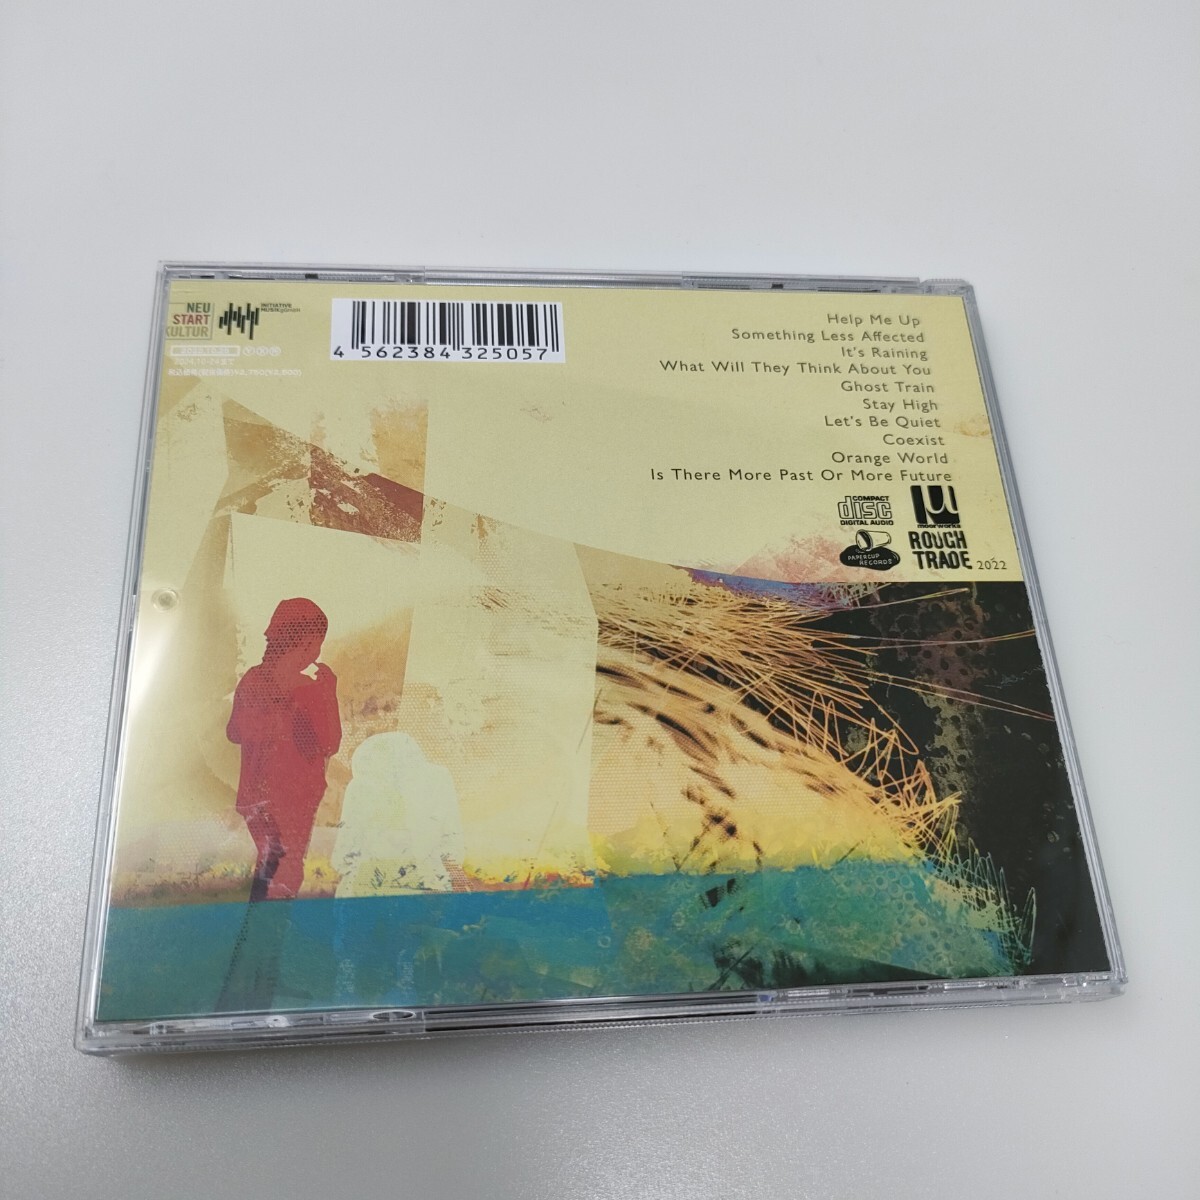 NEU
START
KULTUR
INITIATIVE
MUSIK
4 562384 325057
Help Me Up
Something Less Affected
It's Raining
What Will They Think About You
Ghost Train
Stay High
Let's Be Quiet
Coexist
Orange World
Is There More Past Or More Future
COMPACT
disc
DIGITAL AUDIO
moorworks
PAPERCUP
RECORDS
ROUGH
TRADE
2022